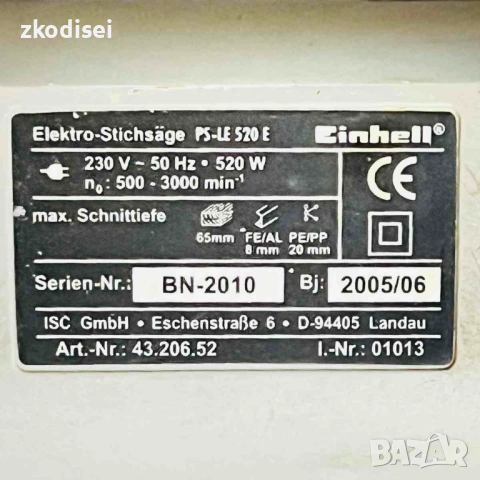 zkodisei
Elektro-Stichsäge PS-LE 520 E
Einhell®
230 V ~ 50 Hz • 520 W
n₀: 500 - 3000 min⁻¹
CE
max. Schnittiefe
65mm
FE/AL
8 mm
PE/PP
20 mm
Serien-Nr.: BN-2010 Bj: 2005/06
ISC GmbH • Eschenstraße 6 • D-94405 Landau
Art.-Nr.: 43.206.52 I.-Nr.: 01013
BAZAR